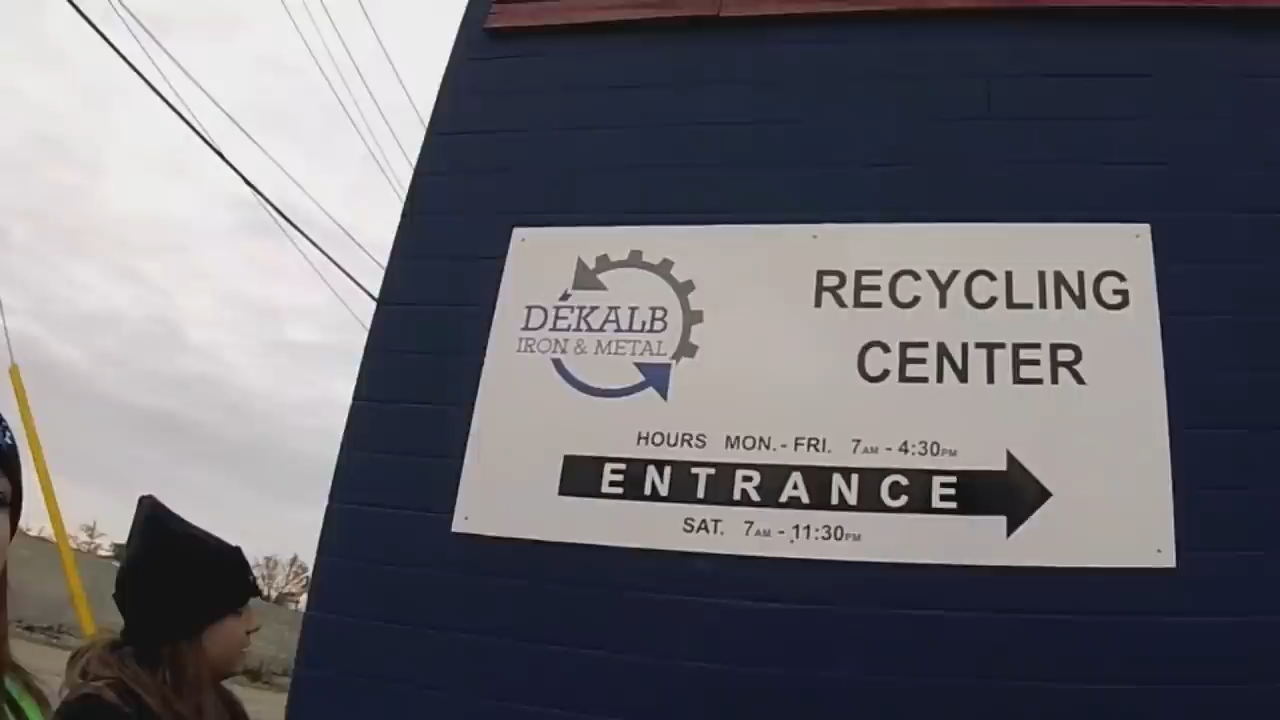 DEKALB
IRON & METAL
RECYCLING
CENTER
HOURS MON. - FRI. 7AM - 4:30PM
ENTRANCE
SAT. 7AM - 11:30PM